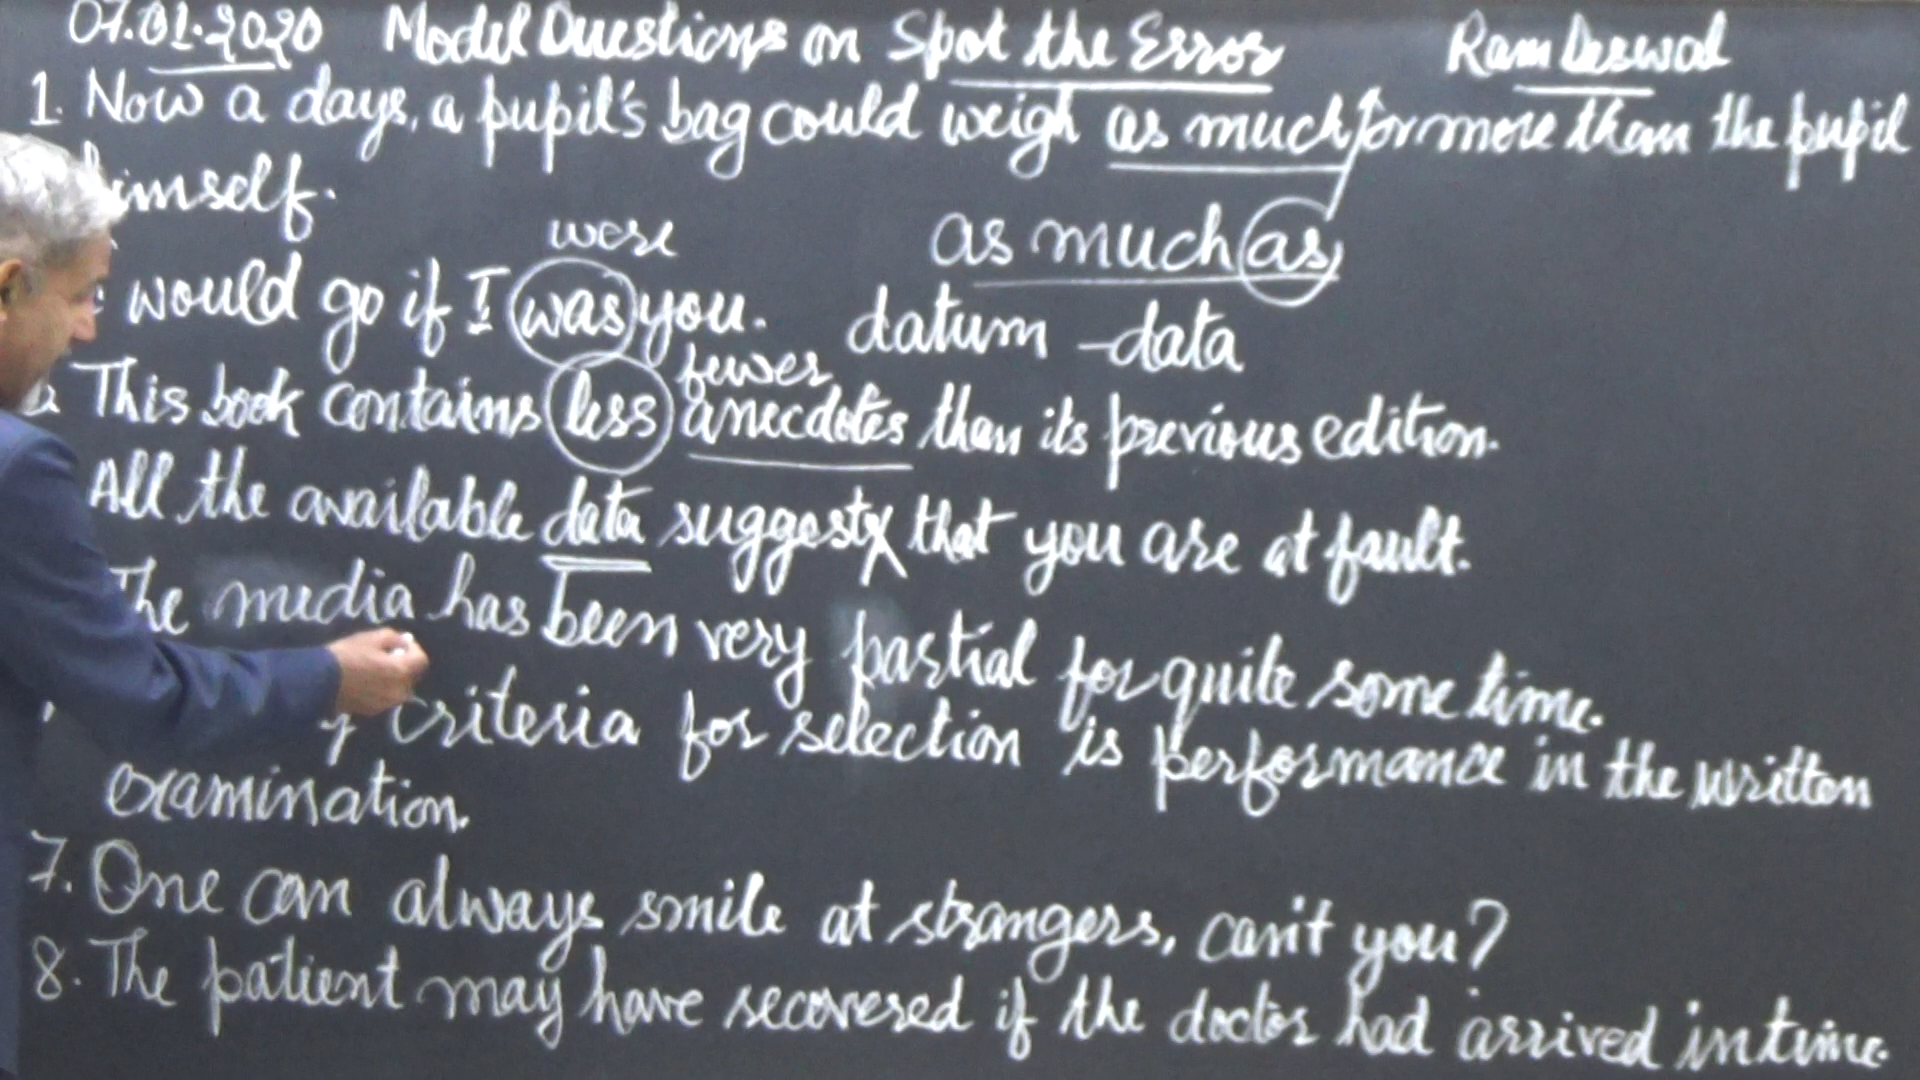 07.01.2020 Model Questions on Spot the Error Ram Deswal
1. Now a days, a pupil's bag could weigh as much or more than the pupil
himself.
were as much as
would go if I was you. datum - data
fewer
This book contains less anecdotes than its previous edition.
All the available data suggests that you are at fault.
The media has been very partial for quite some time.
criteria for selection is performance in the written
examination.
7. One can always smile at strangers, can't you?
8. The patient may have recovered if the doctor had arrived in time.